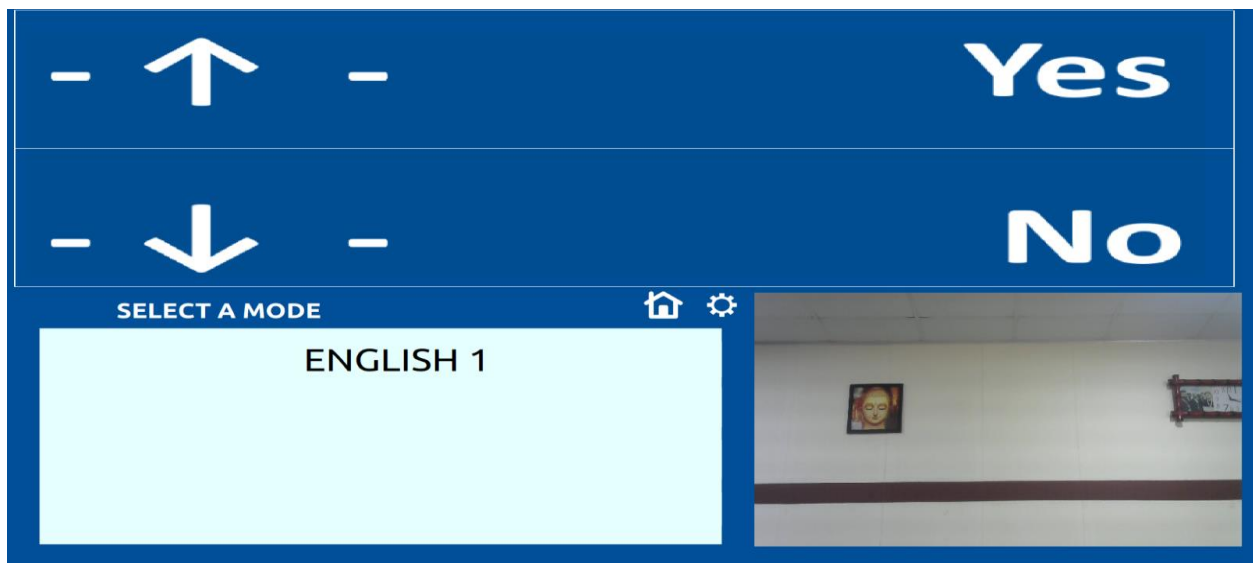 - ↑ - Yes
- ↓ - No
SELECT A MODE
ENGLISH 1